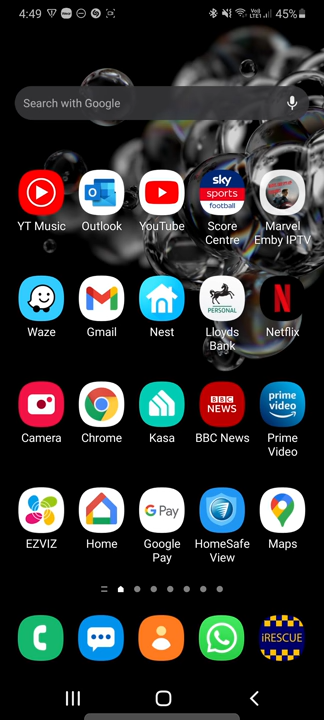 4:49
VoD
LTE1
45%
Search with Google
sky
sports
football
YT Music
Outlook
YouTube
Score
Centre
Marvel
Emby IPTV
PERSONAL
N
Waze
Gmail
Nest
Lloyds
Bank
Netflix
BBC
NEWS
prime
video
Camera
Chrome
Kasa
BBC News
Prime
Video
G Pay
EZVIZ
Home
Google
Pay
HomeSafe
View
Maps
iRESCUE